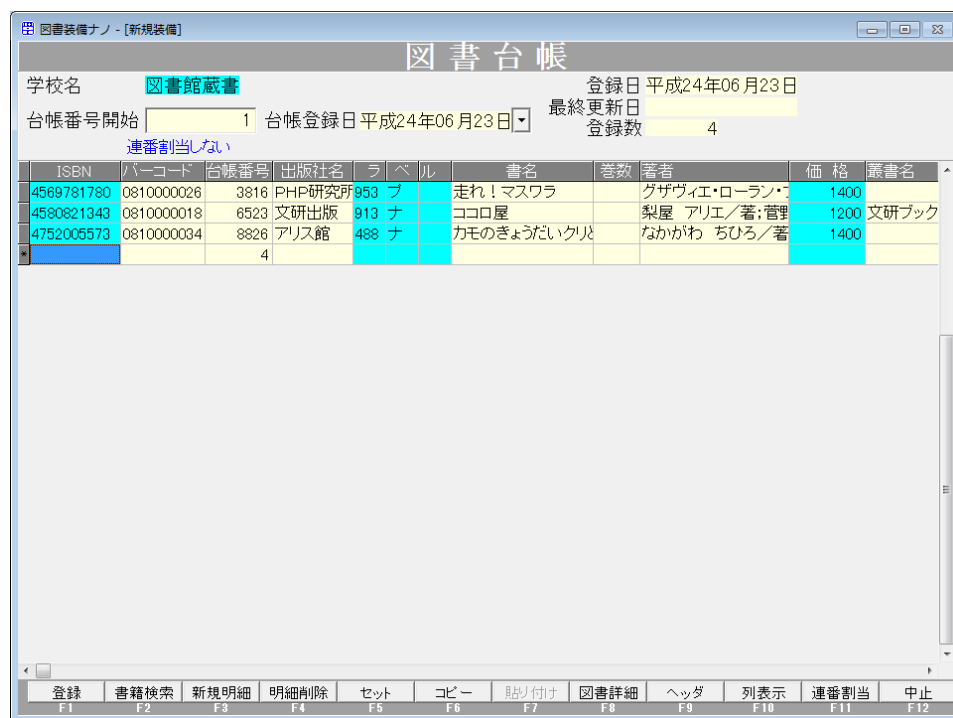 図書装備ナノ - [新規装備]
図 書 台 帳
学校名 図書館蔵書 登録日 平成24年06月23日
最終更新日
台帳番号開始 1 台帳登録日 平成24年06月23日 登録数 4
連番割当しない
ISBN バーコード 台帳番号 出版社名 ラ ベ ル 書名 巻数 著者 価 格 叢書名
4569781780 0810000026 3816 PHP研究所 953 プ 走れ！マスワラ グザヴィエ・ローラン・ 1400
4580821343 0810000018 6523 文研出版 913 ナ ココロ屋 梨屋 アリエ／著;菅野 1200 文研ブック
4752005573 0810000034 8826 アリス館 488 ナ カモのきょうだいクリと なかがわ ちひろ／著 1400
* 4
登録 書籍検索 新規明細 明細削除 セット コピー 貼り付け 図書詳細 ヘッダ 列表示 連番割当 中止
F1 F2 F3 F4 F5 F6 F7 F8 F9 F10 F11 F12